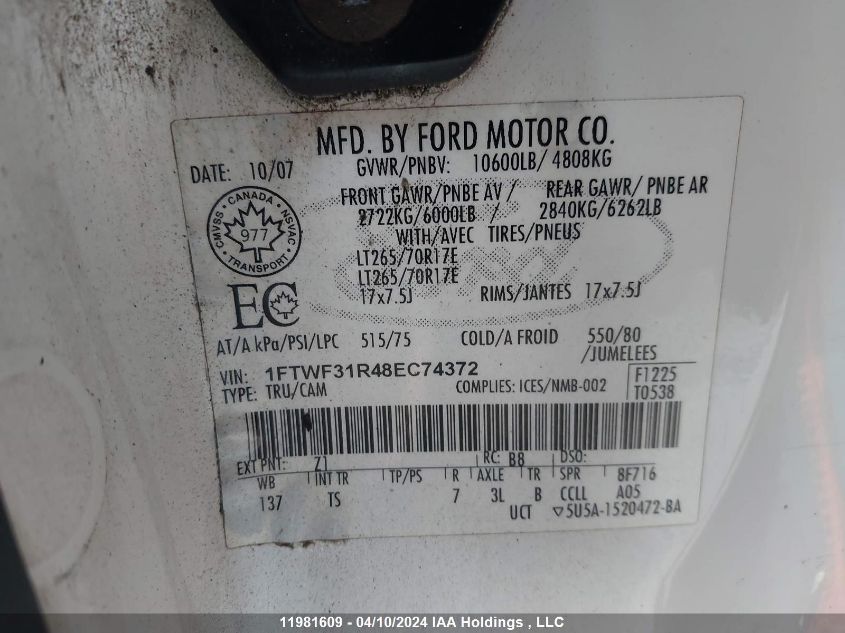 MFD. BY FORD MOTOR CO.
DATE: 10/07
GVWR/PNBV: 10600LB/ 4808KG
FRONT GAWR/PNBE AV / REAR GAWR/ PNBE AR
2722KG/6000LB / 2840KG/6262LB
WITH/AVEC TIRES/PNEUS
LT265/70R17E
LT265/70R17E
17x7.5J RIMS/JANTES 17x7.5J
CANADA
CMVSS NSVAC
977
TRANSPORT
EC
AT/A kPa/PSI/LPC 515/75 COLD/A FROID 550/80
/JUMELEES
VIN: 1FTWF31R48EC74372
TYPE: TRU/CAM COMPLIES: ICES/NMB-002
F1225
T0538
EXT PNT: Z1 RC: B8 DSO:
WB INT TR TP/PS R AXLE TR SPR 8F716
137 TS 7 3L B CCLL A05
UCT ▽5U5A-1520472-BA
11981609 - 04/10/2024 IAA Holdings , LLC